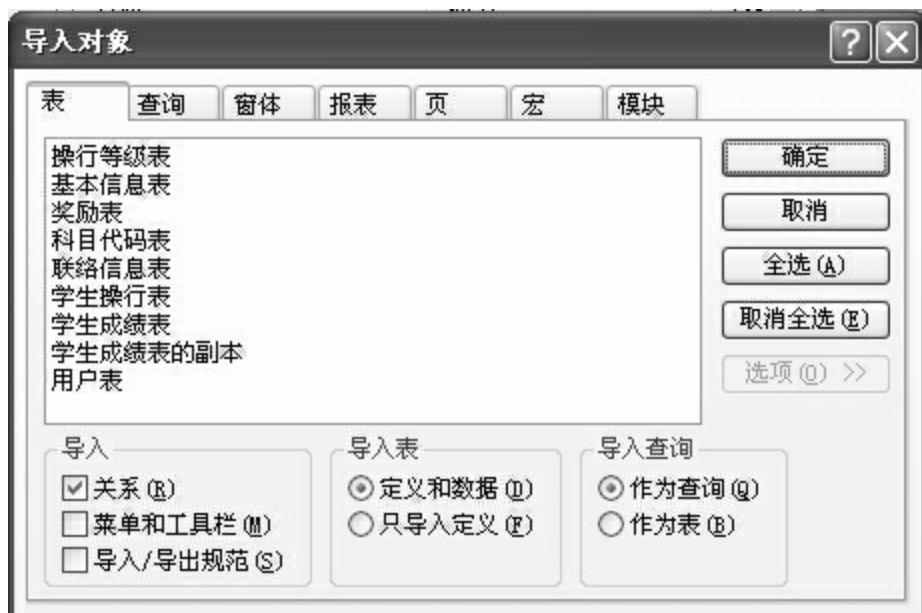 导入对象
表 查询 窗体 报表 页 宏 模块
操行等级表
基本信息表
奖励表
科目代码表
联络信息表
学生操行表
学生成绩表
学生成绩表的副本
用户表
确定
取消
全选(A)
取消全选(E)
选项(O) >>
导入
关系(R)
菜单和工具栏(M)
导入/导出规范(S)
导入表
定义和数据(D)
只导入定义(F)
导入查询
作为查询(Q)
作为表(B)